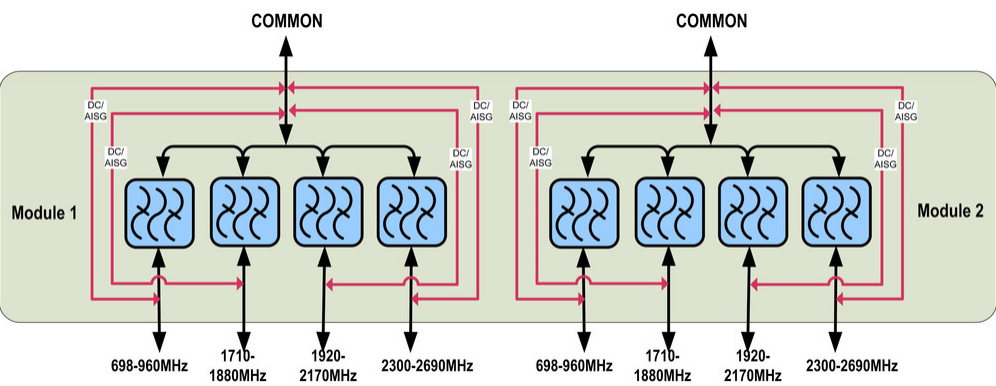 COMMON
COMMON
DC/
AISG
DC/
AISG
DC/
AISG
DC/
AISG
DC/
AISG
DC/
AISG
DC/
AISG
DC/
AISG
Module 1
Module 2
698-960MHz
1710-
1880MHz
1920-
2170MHz
2300-2690MHz
698-960MHz
1710-
1880MHz
1920-
2170MHz
2300-2690MHz